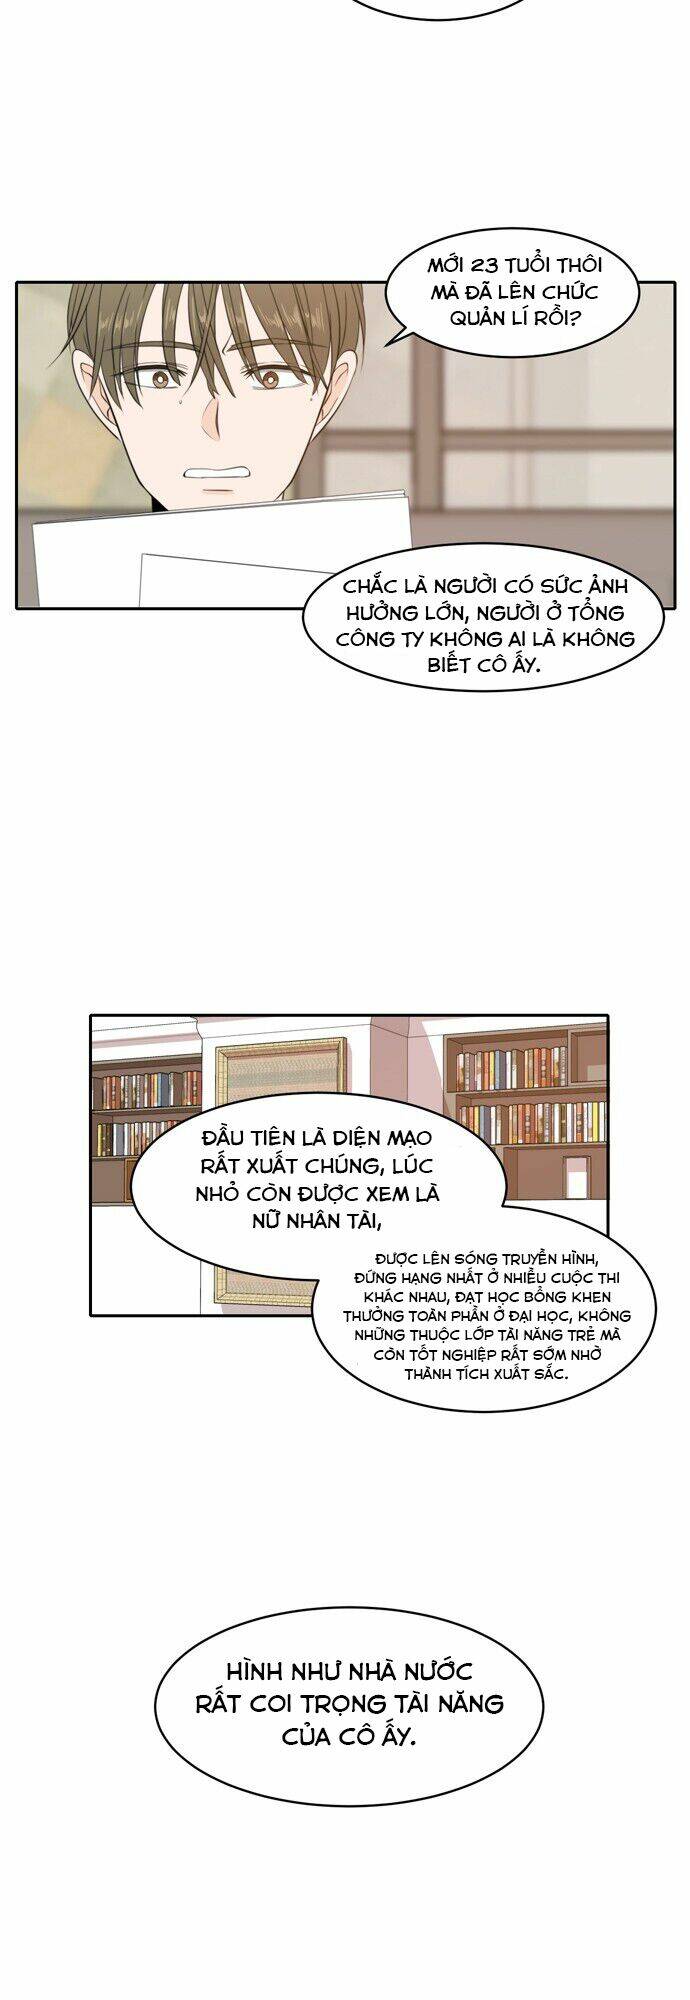 MỚI 23 TUỔI THÔI
MÀ ĐÃ LÊN CHỨC
QUẢN LÍ RỒI?
CHẮC LÀ NGƯỜI CÓ SỨC ẢNH
HƯỞNG LỚN, NGƯỜI Ở TỔNG
CÔNG TY KHÔNG AI LÀ KHÔNG
BIẾT CÔ ẤY.
ĐẦU TIÊN LÀ DIỆN MẠO
RẤT XUẤT CHÚNG, LÚC
NHỎ CÒN ĐƯỢC XEM LÀ
NỮ NHÂN TÀI,
ĐƯỢC LÊN SÓNG TRUYỀN HÌNH,
ĐỨNG HẠNG NHẤT Ở NHIỀU CUỘC THI
KHÁC NHAU, ĐẠT HỌC BỔNG KHEN
THƯỞNG TOÀN PHẦN Ở ĐẠI HỌC, KHÔNG
NHỮNG THUỘC LỚP TÀI NĂNG TRẺ MÀ
CÒN TỐT NGHIỆP RẤT SỚM NHỜ
THÀNH TÍCH XUẤT SẮC.
HÌNH NHƯ NHÀ NƯỚC
RẤT COI TRỌNG TÀI NĂNG
CỦA CÔ ẤY.